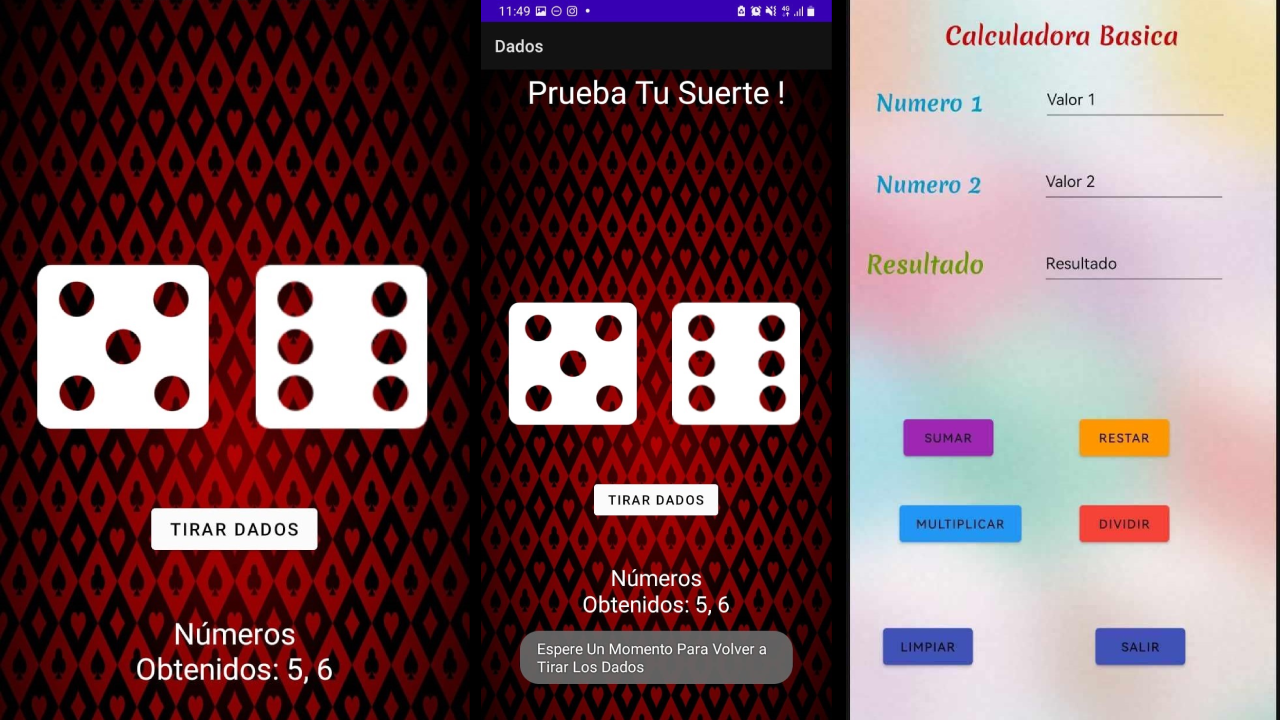 TIRAR DADOS
Números
Obtenidos: 5, 6
11:49
4G
Dados
Prueba Tu Suerte !
TIRAR DADOS
Números
Obtenidos: 5, 6
Espere Un Momento Para Volver a
Tirar Los Dados
Calculadora Basica
Numero 1 Valor 1
Numero 2 Valor 2
Resultado Resultado
SUMAR RESTAR
MULTIPLICAR DIVIDIR
LIMPIAR SALIR